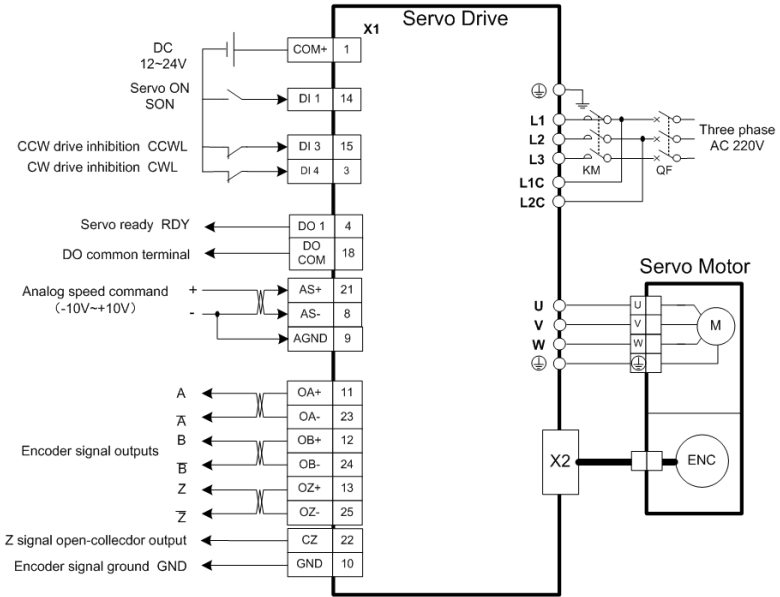 Servo Drive
X1
DC
12~24V
COM+ 1
Servo ON
SON
DI 1 14
CCW drive inhibition CCWL
DI 3 15
CW drive inhibition CWL
DI 4 3
Servo ready RDY
DO 1 4
DO common terminal
DO
COM
18
Analog speed command
(-10V~+10V)
+
-
AS+ 21
AS- 8
AGND 9
Encoder signal outputs
A OA+ 11
A̅ OA- 23
B OB+ 12
B̅ OB- 24
Z OZ+ 13
Z̅ OZ- 25
Z signal open-collecdor output
CZ 22
Encoder signal ground GND
GND 10
L1
L2
L3
L1C
L2C
KM
QF
Three phase
AC 220V
Servo Motor
U
V
W
U
V
W
M
X2
ENC